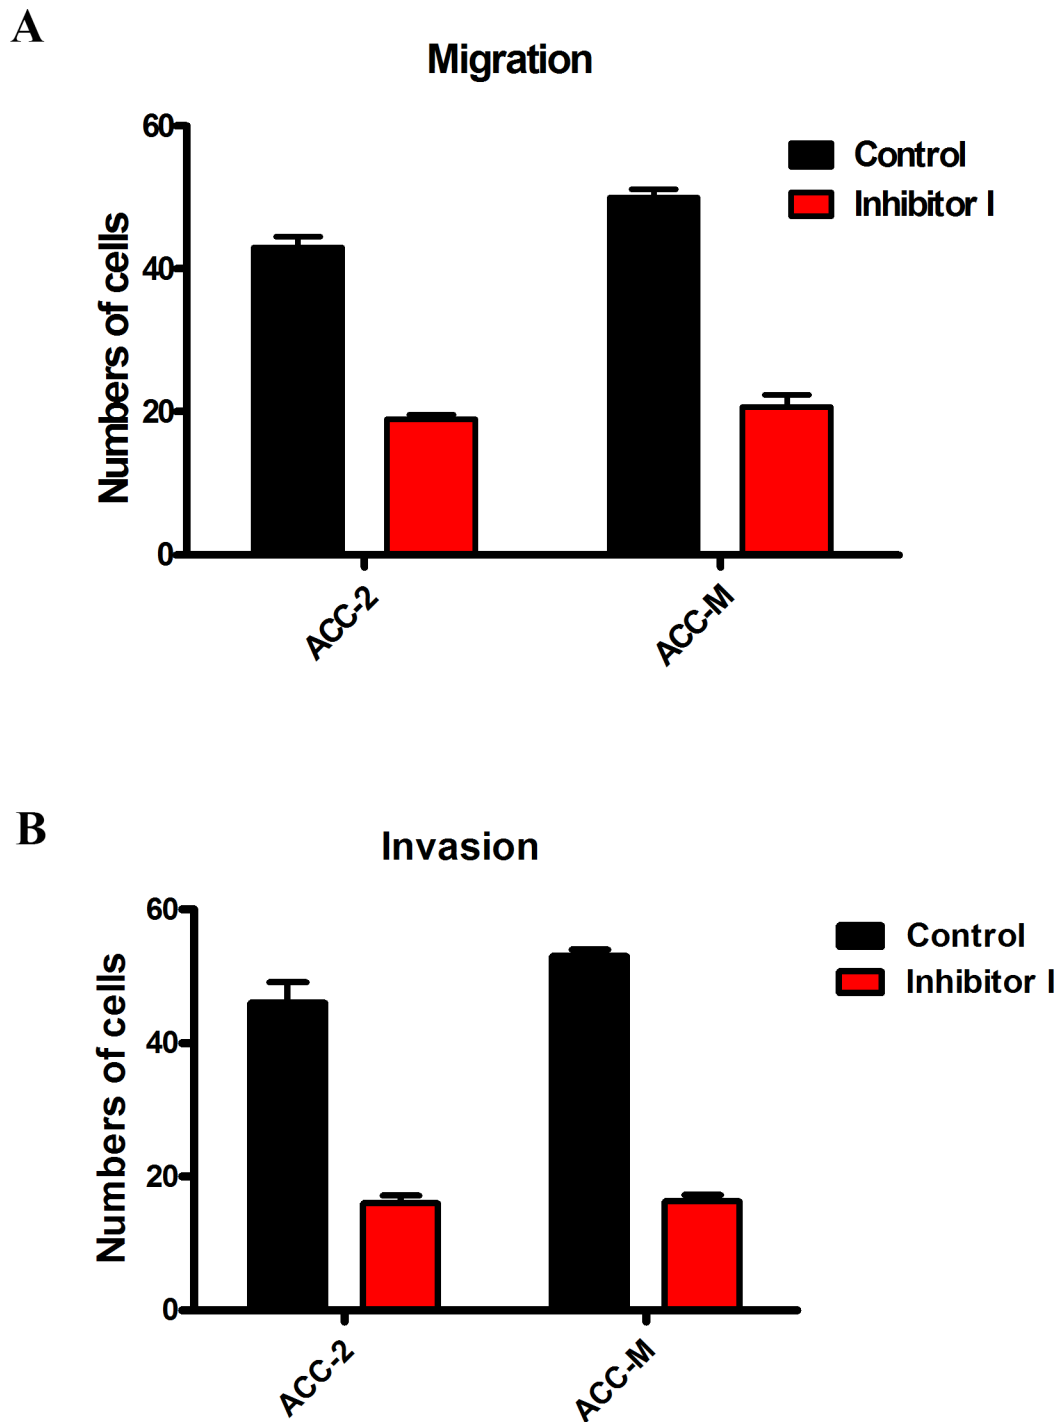 A
Migration
60
40
20
0
Numbers of cells
Control
Inhibitor I
ACC-2
ACC-M
B
Invasion
60
40
20
0
Numbers of cells
Control
Inhibitor I
ACC-2
ACC-M